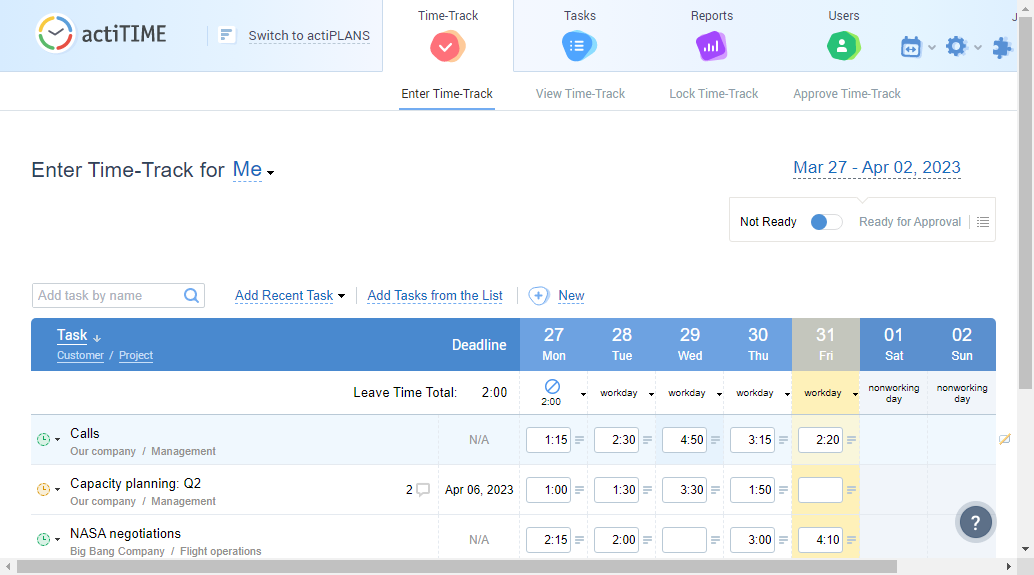 actiTIME
Switch to actiPLANS
Time-Track
Tasks
Reports
Users
Enter Time-Track
View Time-Track
Lock Time-Track
Approve Time-Track
Enter Time-Track for Me
Mar 27 - Apr 02, 2023
Not Ready
Ready for Approval
Add task by name
Add Recent Task
Add Tasks from the List
New
Task
Customer / Project
Deadline
27 28 29 30 31 01 02
Mon Tue Wed Thu Fri Sat Sun
Leave Time Total: 2:00
2:00
workday workday workday workday
nonworking day
nonworking day
Calls
Our company / Management
N/A 1:15 2:30 4:50 3:15 2:20
Capacity planning: Q2
Our company / Management
2 Apr 06, 2023 1:00 1:30 3:30 1:50
NASA negotiations
Big Bang Company / Flight operations
N/A 2:15 2:00 3:00 4:10
?